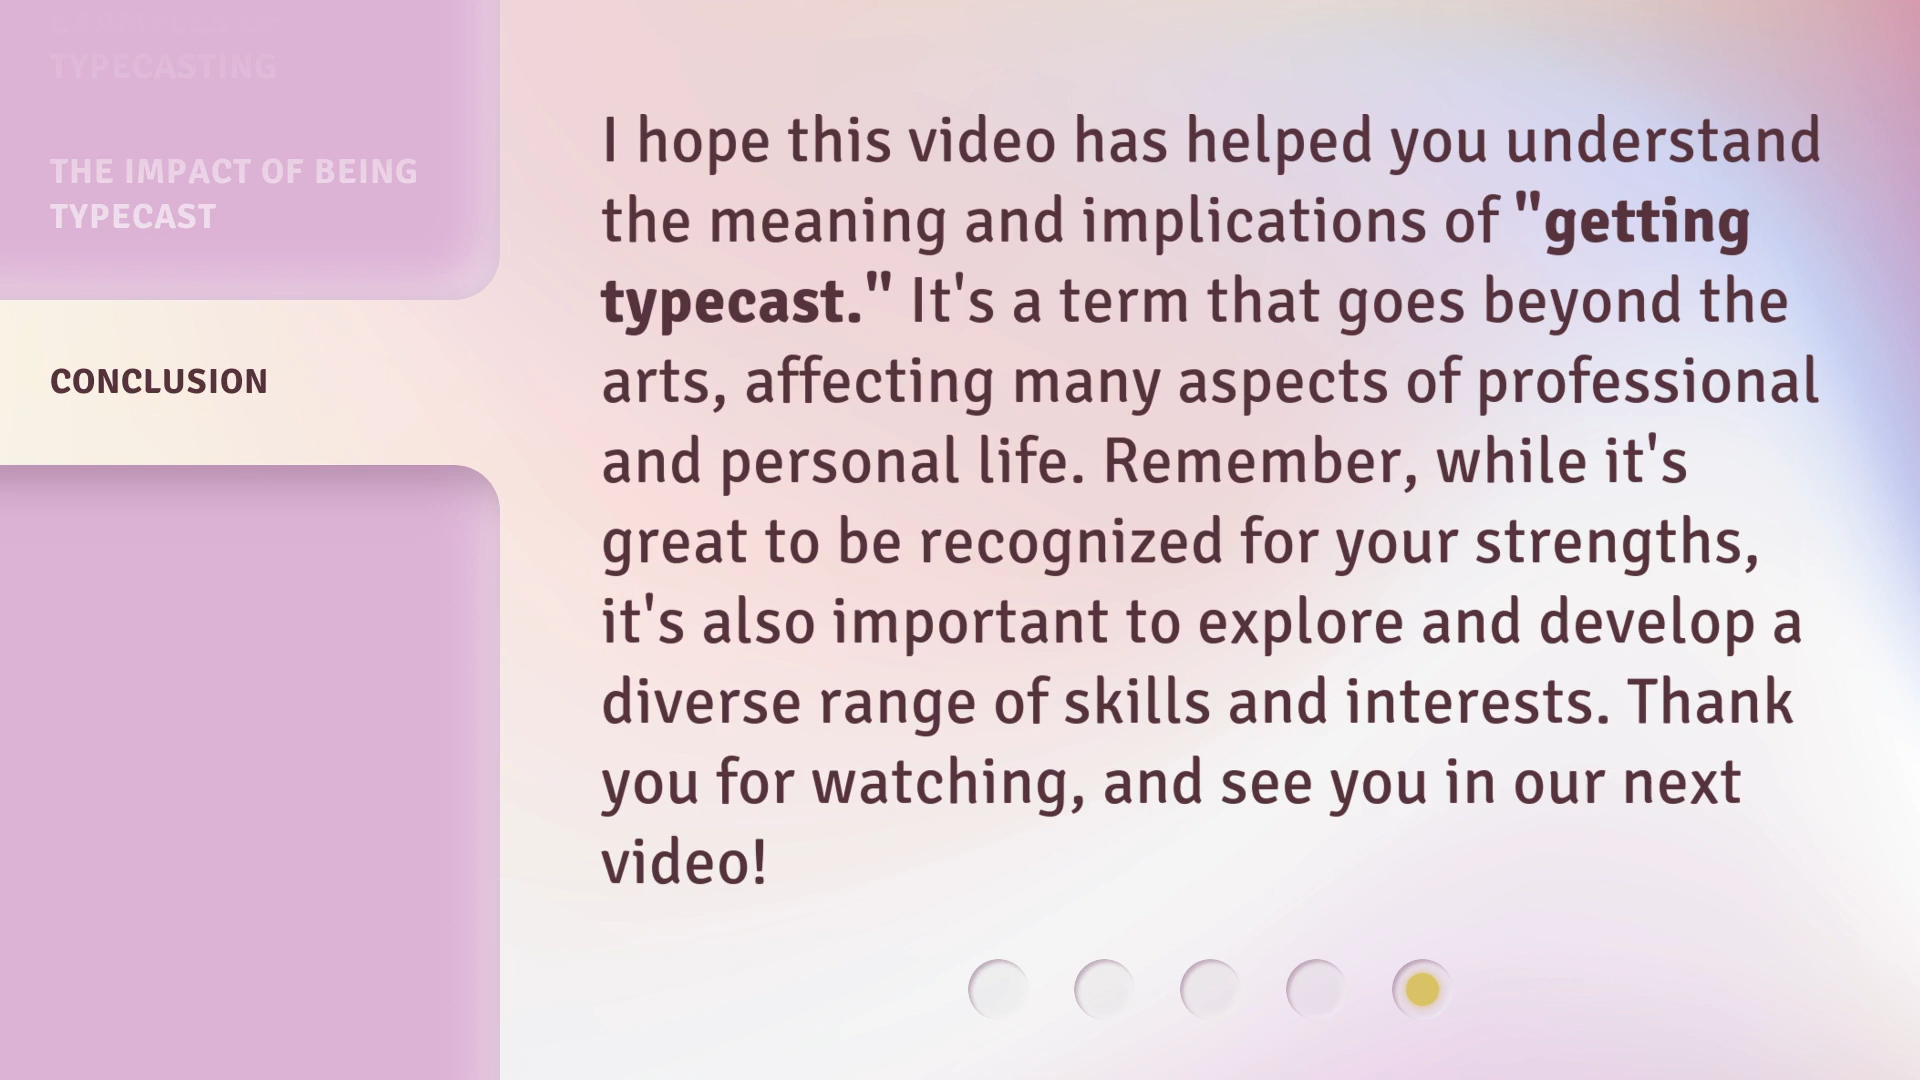 TYPECASTING
THE IMPACT OF BEING
TYPECAST
CONCLUSION
I hope this video has helped you understand
the meaning and implications of "getting
typecast." It's a term that goes beyond the
arts, affecting many aspects of professional
and personal life. Remember, while it's
great to be recognized for your strengths,
it's also important to explore and develop a
diverse range of skills and interests. Thank
you for watching, and see you in our next
video!